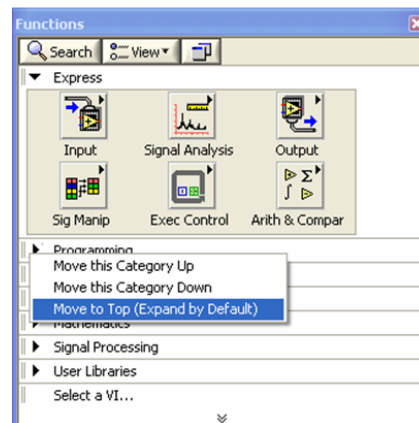 Functions
Search View
Express
Input Signal Analysis Output
Sig Manip Exec Control Arith & Compar
Programming
Move this Category Up
Move this Category Down
Move to Top (Expand by Default)
Mathematics
Signal Processing
User Libraries
Select a VI...